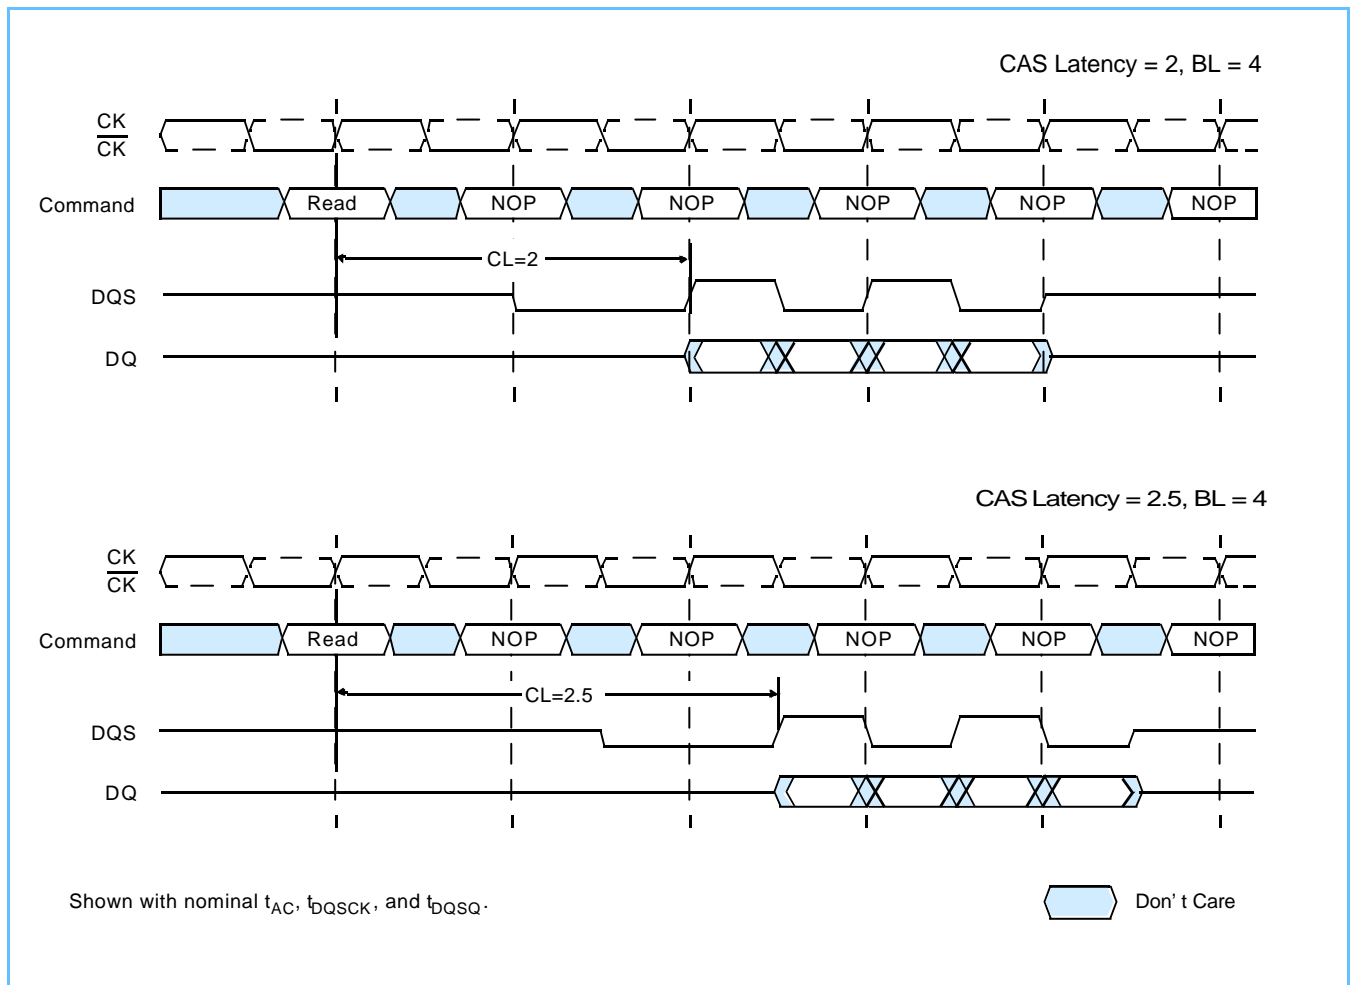 CAS Latency = 2, BL = 4
CK
CK
Command
Read
NOP
NOP
NOP
NOP
NOP
CL=2
DQS
DQ
CAS Latency = 2.5, BL = 4
CK
CK
Command
Read
NOP
NOP
NOP
NOP
NOP
CL=2.5
DQS
DQ
Shown with nominal tAC, tDQSCK, and tDQSQ.
Don' t Care